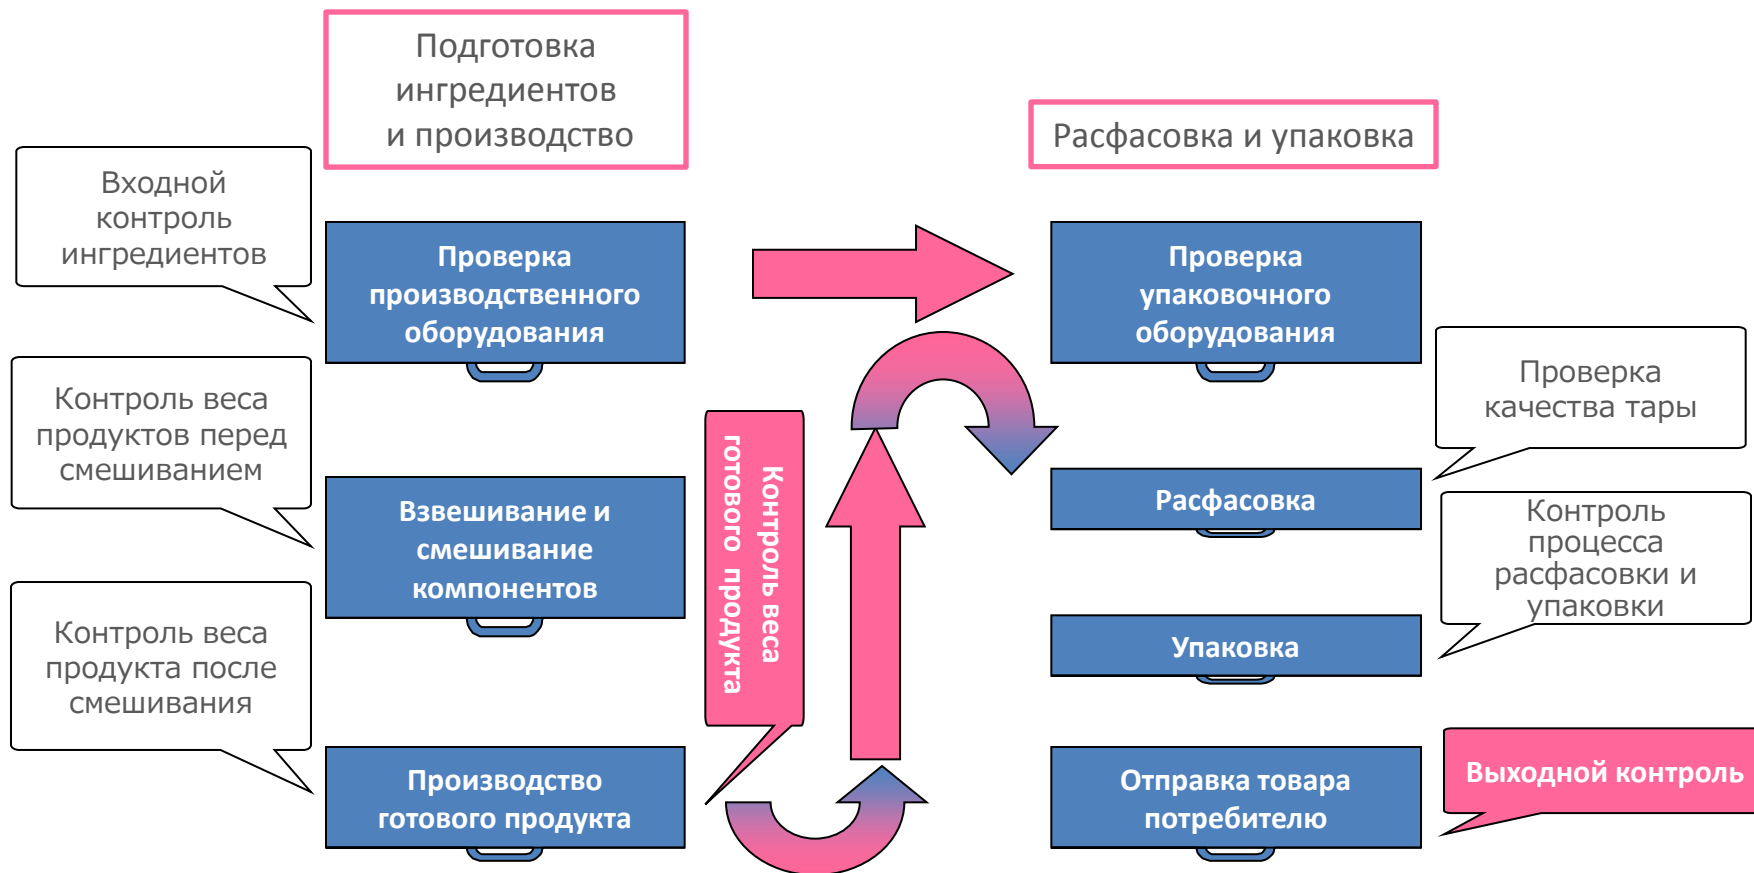 Подготовка
ингредиентов
и производство
Расфасовка и упаковка
Входной
контроль
ингредиентов
Проверка
производственного
оборудования
Проверка
упаковочного
оборудования
Контроль веса
продуктов перед
смешиванием
Проверка
качества тары
Взвешивание и
смешивание
компонентов
Контроль веса
готового продукта
Расфасовка
Контроль
процесса
расфасовки и
упаковки
Контроль веса
продукта после
смешивания
Упаковка
Производство
готового продукта
Отправка товара
потребителю
Выходной контроль